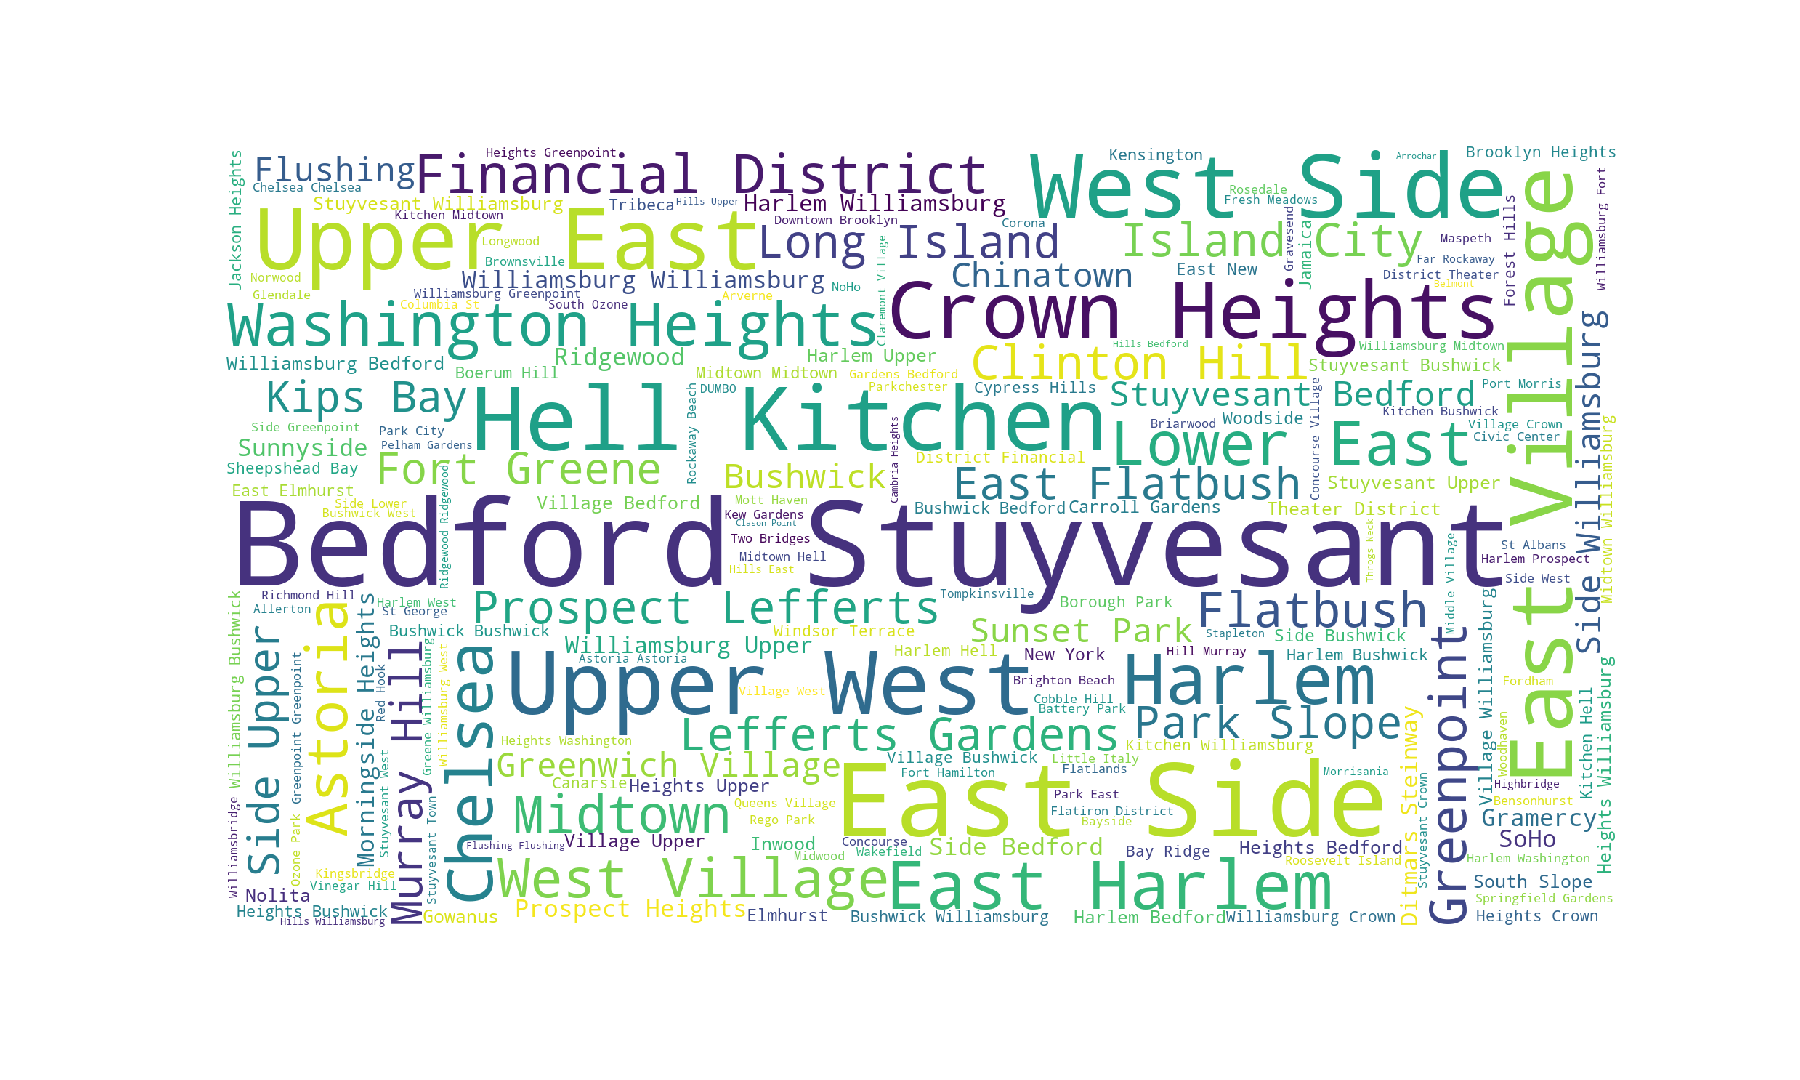 Jackson Heights
Flushing
Heights Greenpoint
Financial District
Chelsea Chelsea
Stuyvesant Williamsburg
Kitchen Midtown
Tribeca
Hills Upper
Harlem Williamsburg
Downtown Brooklyn
West Side
Kensington
Rosedale
Fresh Meadows
Arrochar
Brooklyn Heights
Williamsburg Fort
East Village
Forest Hills
Upper East
Longwood
Brownsville
Long Island
Corona
Island City
Gravesend
Jamaica
Maspeth
Far Rockaway
District Theater
Belmont
Norwood
Glendale
Williamsburg Williamsburg
Williamsburg Greenpoint
Columbia St
South Ozone
Arverne
NoHo
Claremont Village
Chinatown
East New
Washington Heights
Crown Heights
Williamsburg Bedford
Ridgewood
Boerum Hill
Harlem Upper
Midtown Midtown
Gardens Bedford
Parkchester
DUMBO
Clinton Hill
Hills Bedford
Williamsburg Midtown
Stuyvesant Bushwick
Cypress Hills
Stuyvesant Bedford
Port Morris
Kitchen Bushwick
Village Crown
Civic Center
Side Williamsburg
Midtown Williamsburg
Kips Bay
Hell Kitchen
Side Greenpoint
Park City
Pelham Gardens
Sunnyside
Sheepshead Bay
Rockaway Beach
Cambria Heights
Briarwood
Woodside
Lower East
Concourse Village
Fort Greene
Bushwick
District Financial
East Flatbush
Stuyvesant Upper
East Elmhurst
Side Lower
Bushwick West
Ridgewood Ridgewood
Village Bedford
Mott Haven
Kew Gardens
Clason Point
Two Bridges
Midtown Hell
Hills East
Bushwick Bedford
Carroll Gardens
Theater District
Throgs Neck
Middle Village
St Albans
Harlem Prospect
Side West
Bedford Stuyvesant
Richmond Hill
Allerton
Harlem West
St George
Prospect Lefferts
Tompkinsville
Borough Park
Flatbush
Williamsburg Bushwick
Side Upper
Astoria
Morningside Heights
Bushwick Bushwick
Williamsburg Upper
Windsor Terrace
Sunset Park
Stapleton
Side Bushwick
Astoria Astoria
Harlem Hell
New York
Hill Murray
Harlem Bushwick
Murray Hill
Greene Williamsburg
Williamsburg West
Chelsea
Upper West
Village West
Brighton Beach
Cobble Hill
Battery Park
Harlem
Greenpoint
Village Williamsburg
Fordham
Woodhaven
Kitchen Hell
Heights Williamsburg
Red Hook
Greenpoint Greenpoint
Ozone Park
Stuyvesant West
Stuyvesant Town
Lefferts Gardens
Park Slope
Heights Washington
Kitchen Williamsburg
Ditmars Steinway
Greenwich Village
Village Bushwick
Little Italy
Fort Hamilton
Flatlands
Morrisania
Canarsie
Heights Upper
Highbridge
Bensonhurst
Midtown
Queens Village
Rego Park
East Side
Park East
Flatiron District
Bayside
Gramercy
Williamsbridge
Flushing Flushing
Village Upper
Inwood
Midwood
Concourse
Wakefield
Side Bedford
Bay Ridge
Heights Bedford
Roosevelt Island
Stuyvesant Crown
SoHo
Harlem Washington
Kingsbridge
Vinegar Hill
Nolita
West Village
East Harlem
South Slope
Springfield Gardens
Heights Bushwick
Hills Williamsburg
Gowanus
Prospect Heights
Elmhurst
Bushwick Williamsburg
Harlem Bedford
Williamsburg Crown
Heights Crown